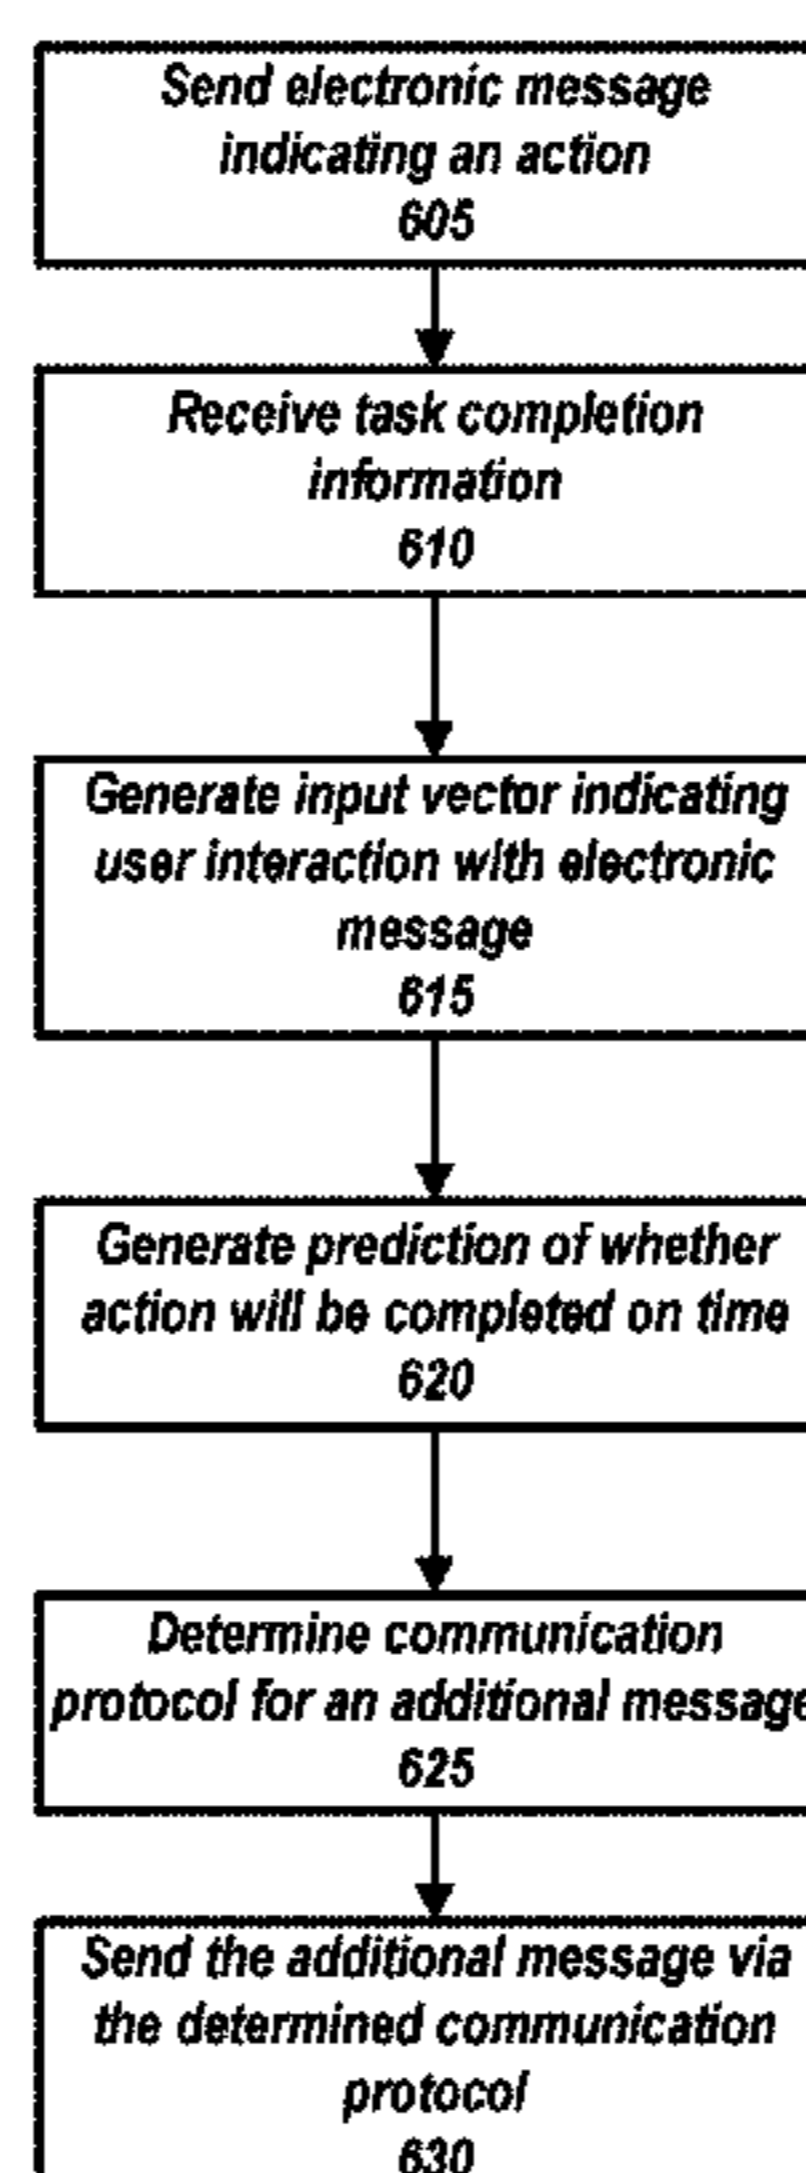 Send electronic message
indicating an action
605
Receive task completion
information
610
Generate input vector indicating
user interaction with electronic
message
615
Generate prediction of whether
action will be completed on time
620
Determine communication
protocol for an additional message
625
Send the additional message via
the determined communication
protocol
630